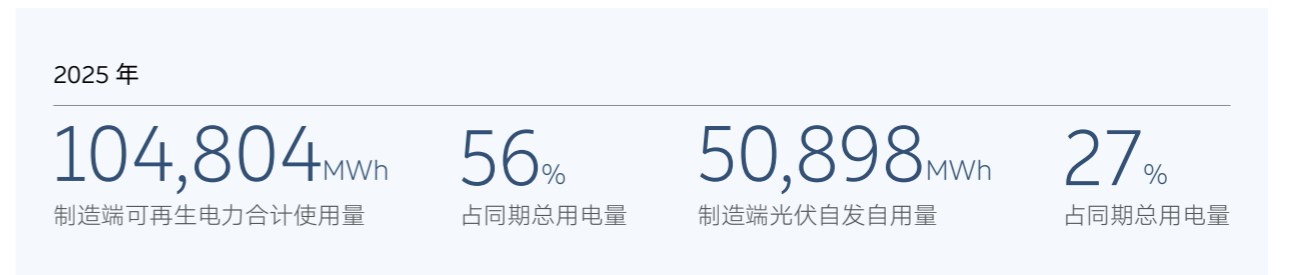 2025 年
104,804MWh 56% 50,898MWh 27%
制造端可再生电力合计使用量 占同期总用电量 制造端光伏自发自用量 占同期总用电量